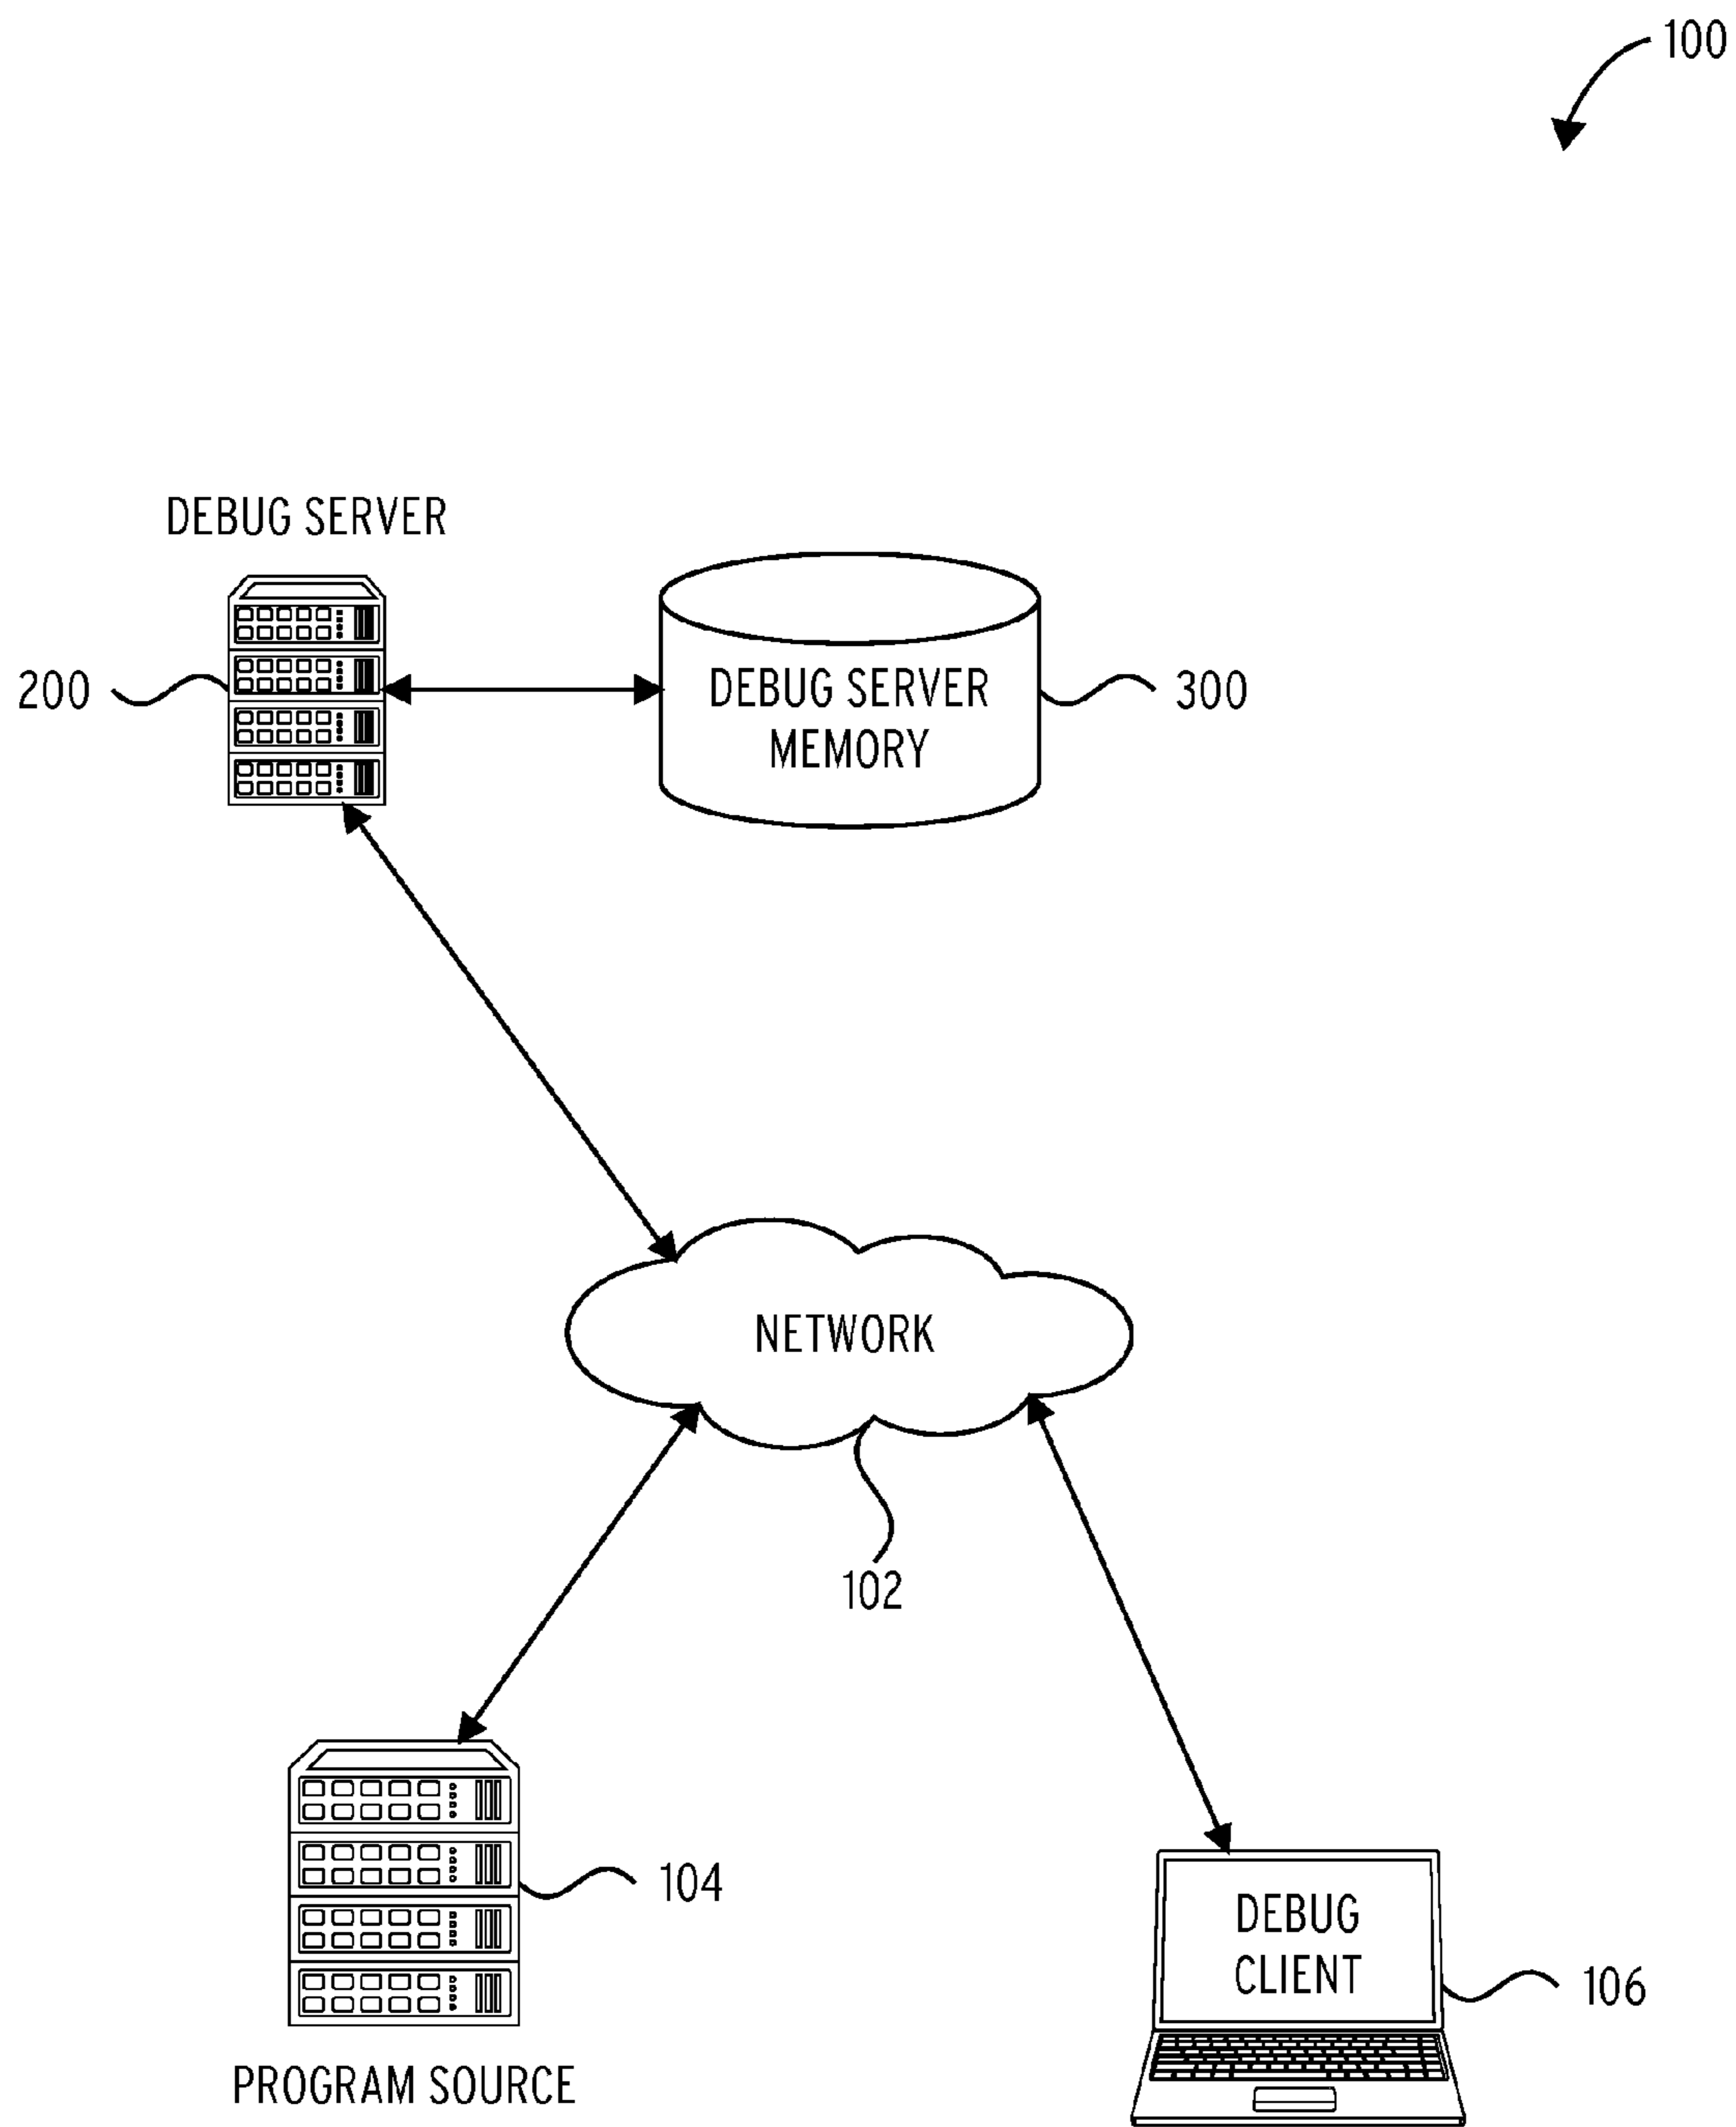 100
DEBUG SERVER
200
DEBUG SERVER
MEMORY
300
NETWORK
102
104
DEBUG
CLIENT
106
PROGRAM SOURCE